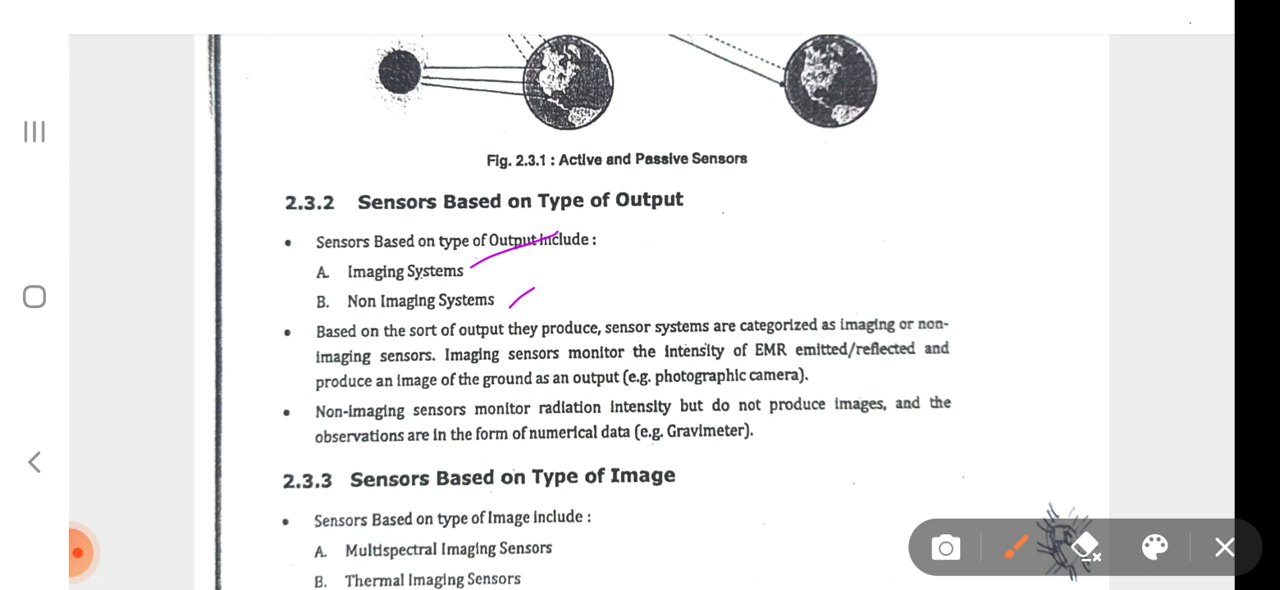 Fig. 2.3.1 : Active and Passive Sensors
2.3.2 Sensors Based on Type of Output
• Sensors Based on type of Output include :
A. Imaging Systems
B. Non Imaging Systems
• Based on the sort of output they produce, sensor systems are categorized as imaging or non-
imaging sensors. Imaging sensors monitor the intensity of EMR emitted/reflected and
produce an image of the ground as an output (e.g. photographic camera).
• Non-imaging sensors monitor radiation intensity but do not produce images, and the
observations are in the form of numerical data (e.g. Gravimeter).
2.3.3 Sensors Based on Type of Image
• Sensors Based on type of Image include :
A. Multispectral Imaging Sensors
B. Thermal Imaging Sensors